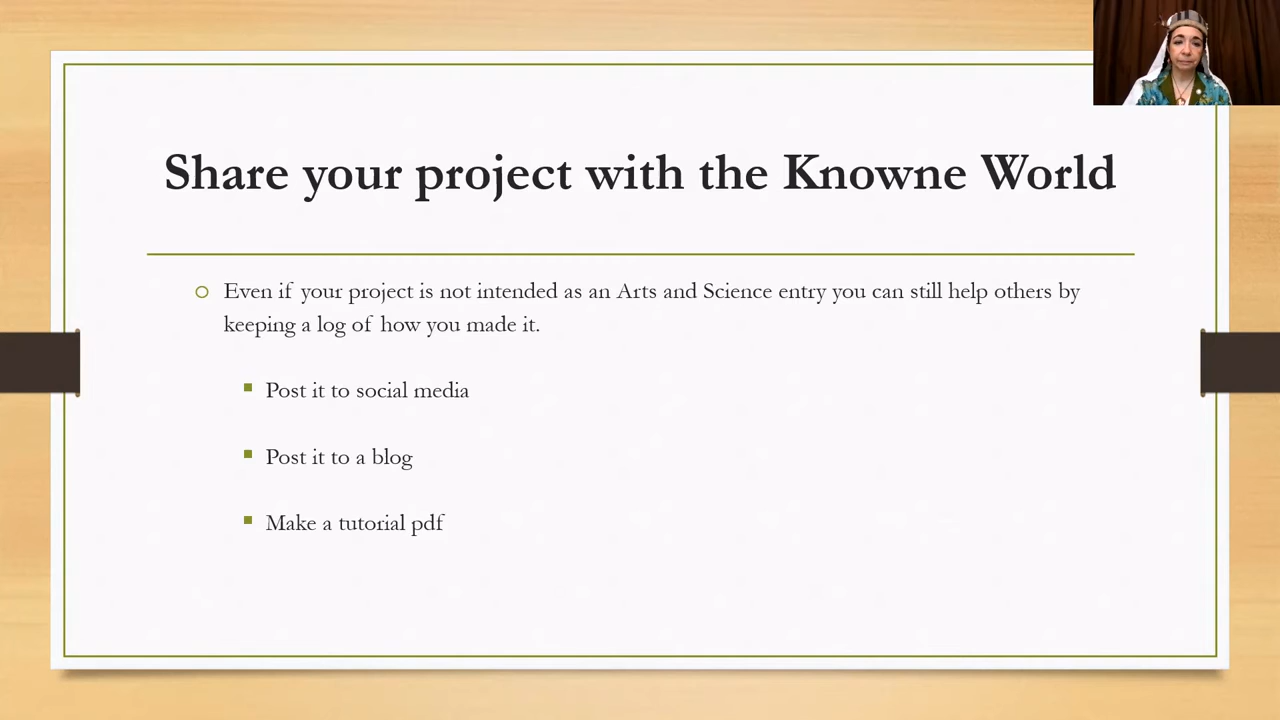 Share your project with the Knowne World
Even if your project is not intended as an Arts and Science entry you can still help others by
keeping a log of how you made it.
Post it to social media
Post it to a blog
Make a tutorial pdf